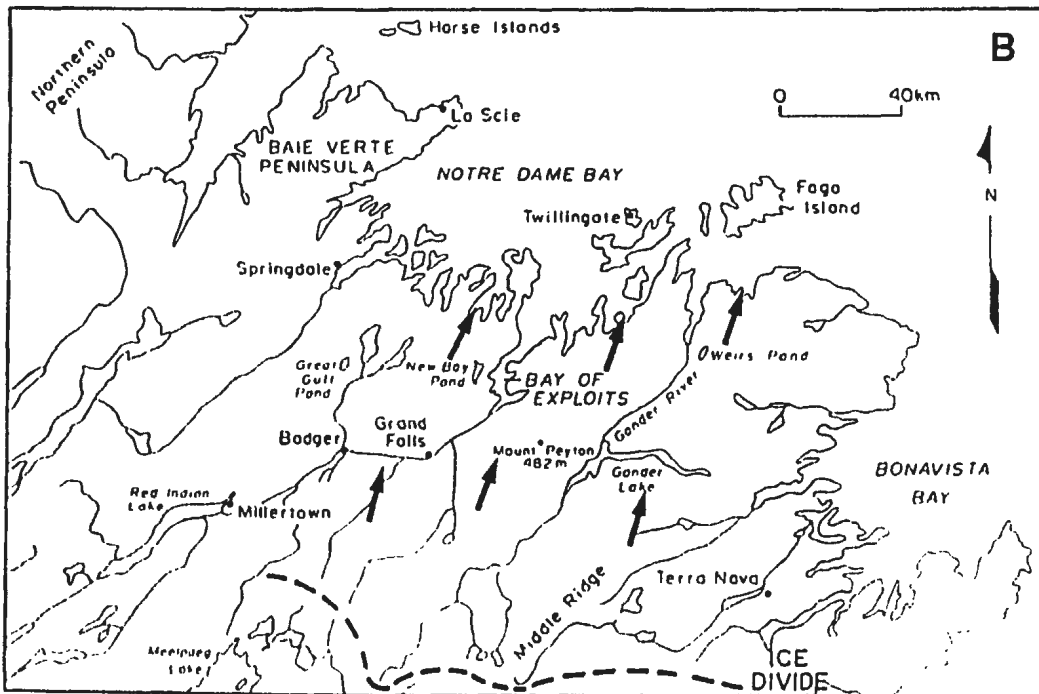 Horse Islands
B
Northern
Peninsula
0 40km
La Scie
BAIE VERTE
PENINSULA
NOTRE DAME BAY
N
Fogo
Island
Twillingate
Springdale
Great
Gull
Pond
New Bay
Pond
Weirs Pond
BAY OF
EXPLOITS
Gander River
Grand
Falls
Badger
Mount Peyton
482m
Gander
Lake
BONAVISTA
BAY
Red Indian
Lake
Millertown
Middle Ridge
Terra Nova
Meelpaeg
Lake
ICE
DIVIDE